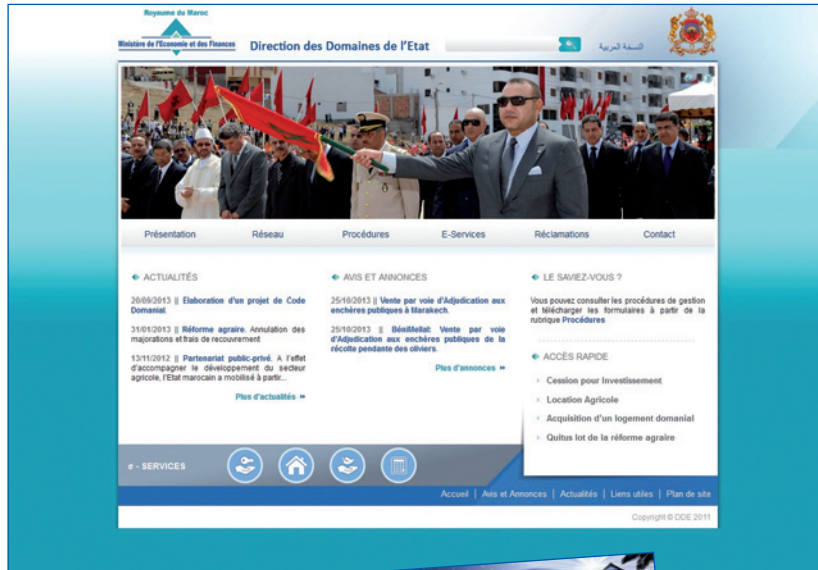 Royaume du Maroc
Ministère de l'Economie et des Finances
Direction des Domaines de l'Etat
النسخة العربية
Présentation
Réseau
Procédures
E-Services
Réclamations
Contact
ACTUALITÉS
20/09/2013 || Élaboration d'un projet de Code
Domanial.
31/01/2013 || Réforme agraire. Annulation des
majorations et frais de recouvrement
13/11/2012 || Partenariat public-privé. A l'effet
d'accompagner le développement du secteur
agricole, l'Etat marocain a mobilisé à partir...
Plus d'actualités
AVIS ET ANNONCES
25/10/2013 || Vente par voie d'Adjudication aux
enchères publiques à Marakech.
25/10/2013 || BéniMellal: Vente par voie
d'Adjudication aux enchères publiques de la
récolte pendante des oliviers.
Plus d'annonces
LE SAVIEZ-VOUS ?
Vous pouvez consulter les procédures de gestion
et télécharger les formulaires à partir de la
rubrique Procédures
ACCÈS RAPIDE
Cession pour Investissement
Location Agricole
Acquisition d'un logement domanial
Quitus lot de la réforme agraire
e - SERVICES
Accueil | Avis et Annonces | Actualités | Liens utiles | Plan de site
Copyright © DDE 2011